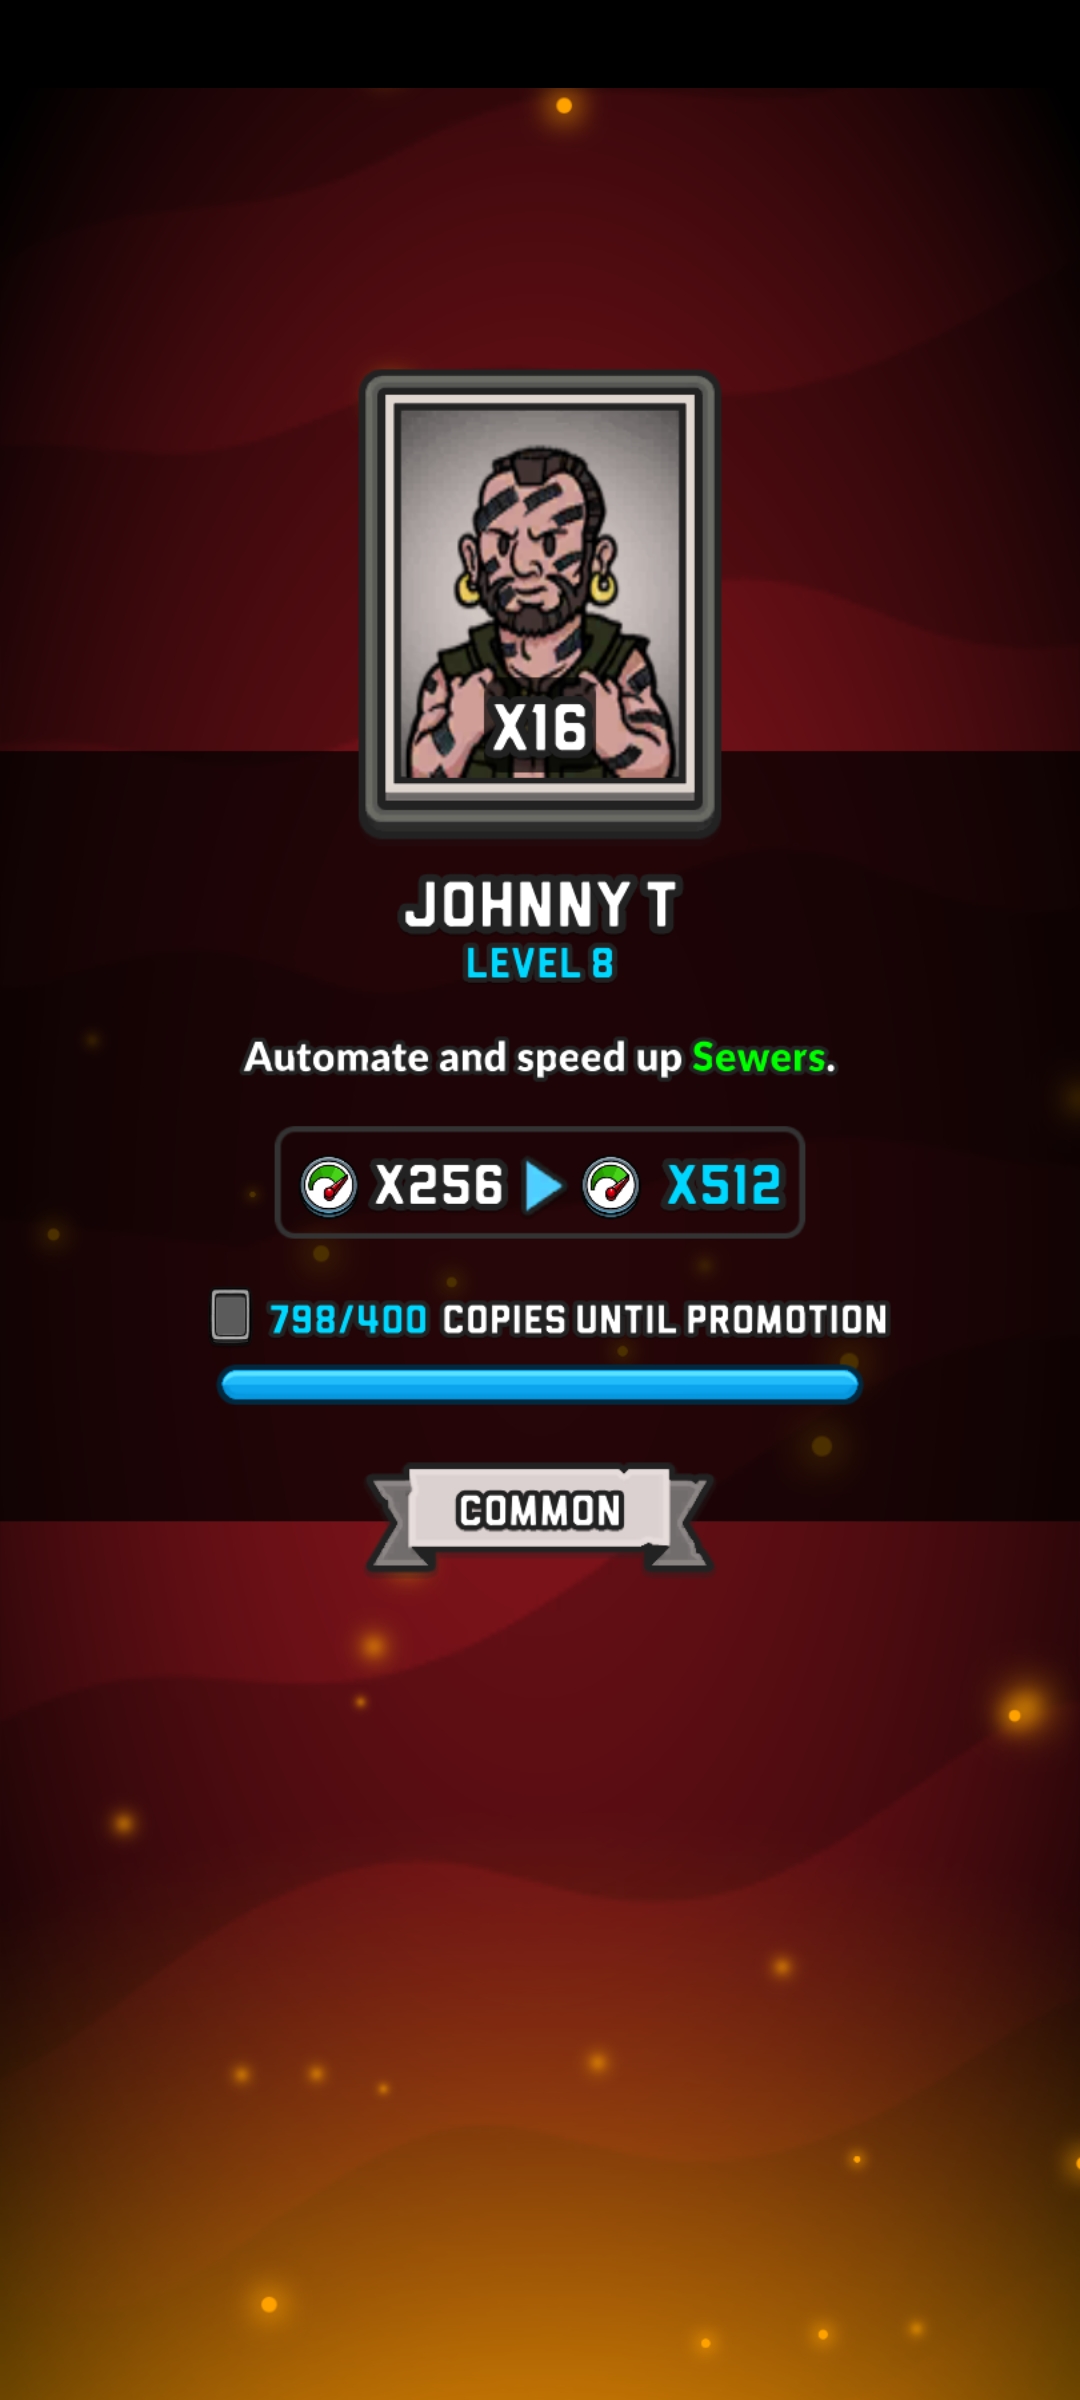 X16
JOHNNY T
LEVEL 8
Automate and speed up Sewers.
X256 X512
798/400 COPIES UNTIL PROMOTION
COMMON